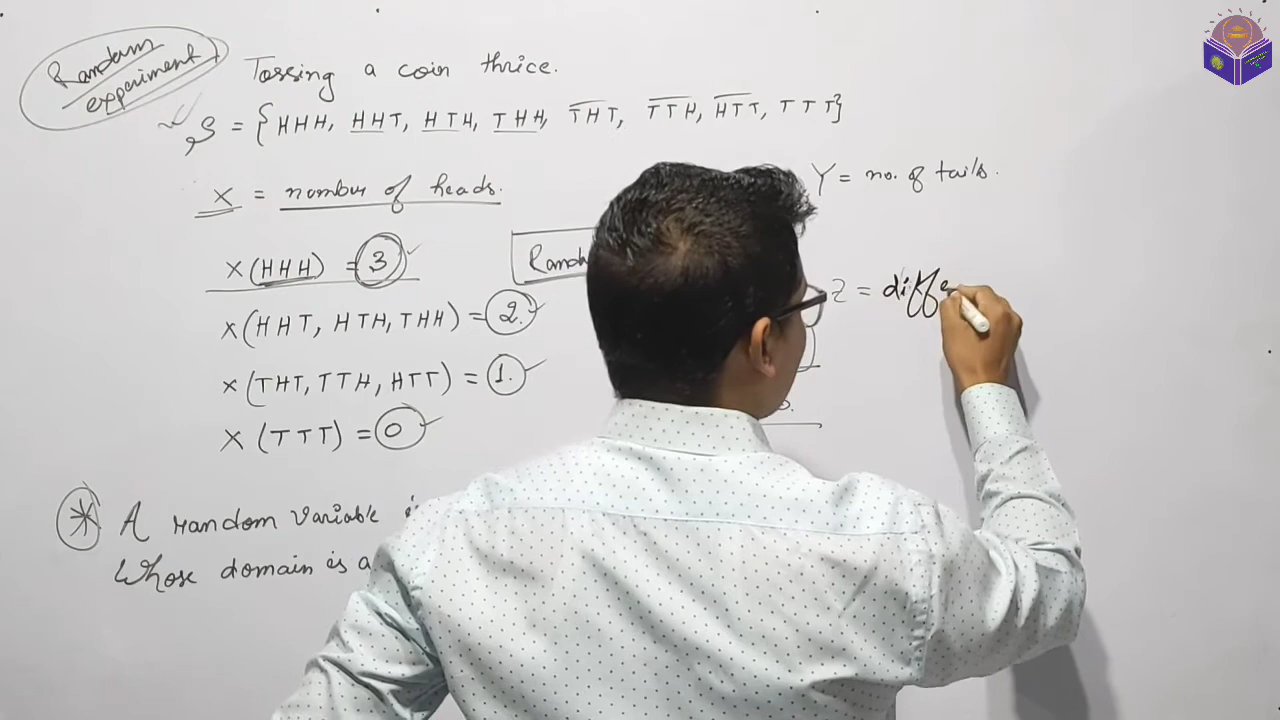 Random experiment
Tossing a coin thrice.
S = {HHH, HHT, HTH, THH, THT, TTH, HTT, TTT}
X = number of heads.
Y = no. of tails.
X(HHH) = 3
Z = diffe
X(HHT, HTH, THH) = 2.
X(THT, TTH, HTT) = 1.
X(TTT) = 0
* A random variable
Whose domain is a